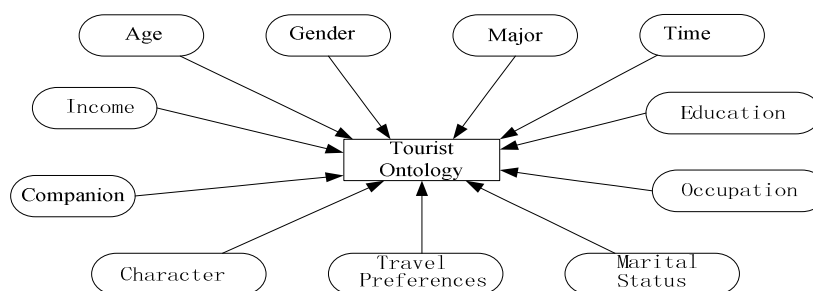 Age
Gender
Major
Time
Income
Education
Tourist
Ontology
Companion
Occupation
Character
Travel
Preferences
Marital
Status